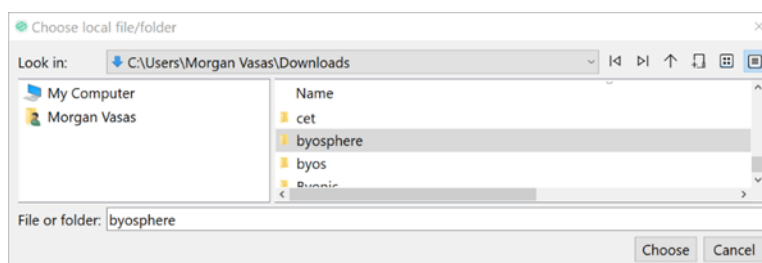 Choose local file/folder
Look in: C:\Users\Morgan Vasas\Downloads
My Computer
Morgan Vasas
Name
cet
byosphere
byos
Byonic
File or folder: byosphere
Choose Cancel